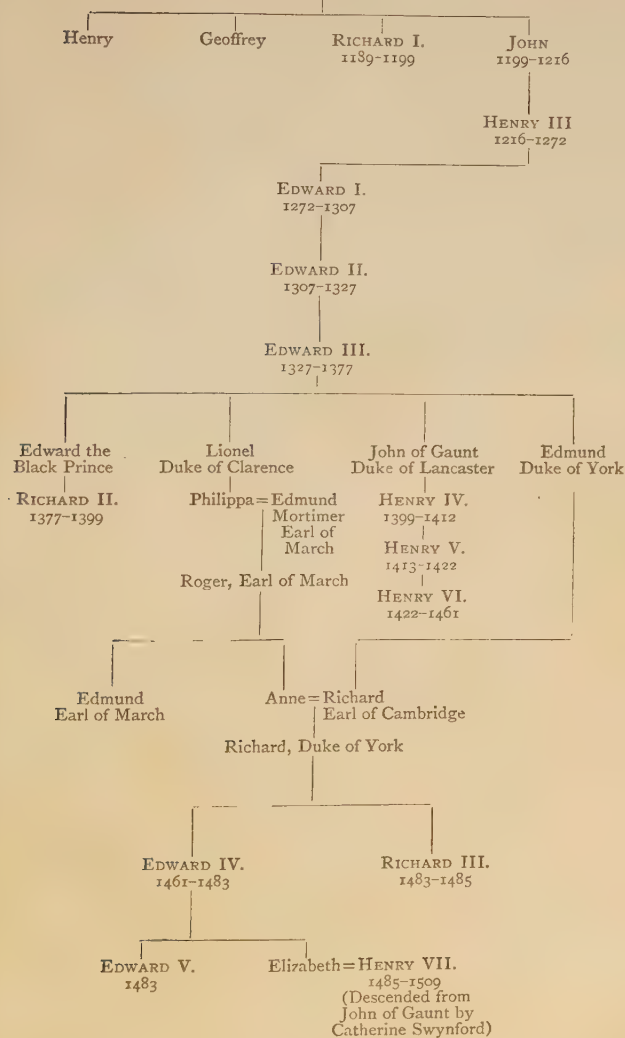 Henry Geoffrey RICHARD I. JOHN
1189-1199 1199-1216
HENRY III
1216-1272
EDWARD I.
1272-1307
EDWARD II.
1307-1327
EDWARD III.
1327-1377
Edward the Lionel John of Gaunt Edmund
Black Prince Duke of Clarence Duke of Lancaster Duke of York
RICHARD II. Philippa=Edmund HENRY IV.
1377-1399 Mortimer 1399-1412
Earl of
March HENRY V.
1413-1422
Roger, Earl of March HENRY VI.
1422-1461
Edmund Anne=Richard
Earl of March Earl of Cambridge
Richard, Duke of York
EDWARD IV. RICHARD III.
1461-1483 1483-1485
EDWARD V. Elizabeth=HENRY VII.
1483 1485-1509
(Descended from
John of Gaunt by
Catherine Swynford)